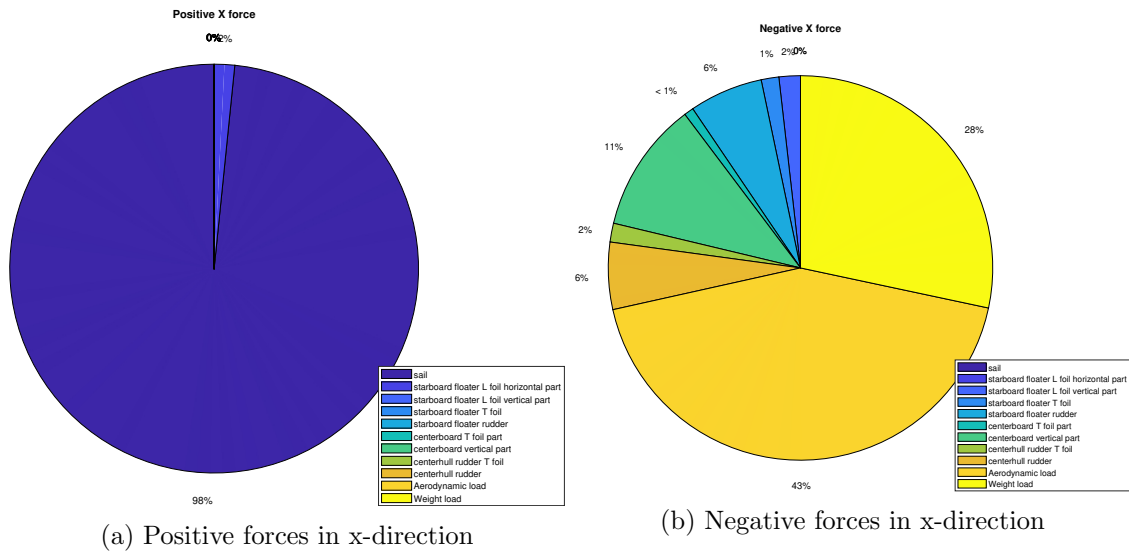 Positive X force
0% 2%
98%
sail
starboard floater L foil horizontal part
starboard floater L foil vertical part
starboard floater T foil
starboard floater rudder
centerboard T foil part
centerboard vertical part
centerhull rudder T foil
centerhull rudder
Aerodynamic load
Weight load
(a) Positive forces in x-direction
Negative X force
1% 2% 0%
6%
< 1%
28%
11%
2%
6%
43%
sail
starboard floater L foil horizontal part
starboard floater L foil vertical part
starboard floater T foil
starboard floater rudder
centerboard T foil part
centerboard vertical part
centerhull rudder T foil
centerhull rudder
Aerodynamic load
Weight load
(b) Negative forces in x-direction